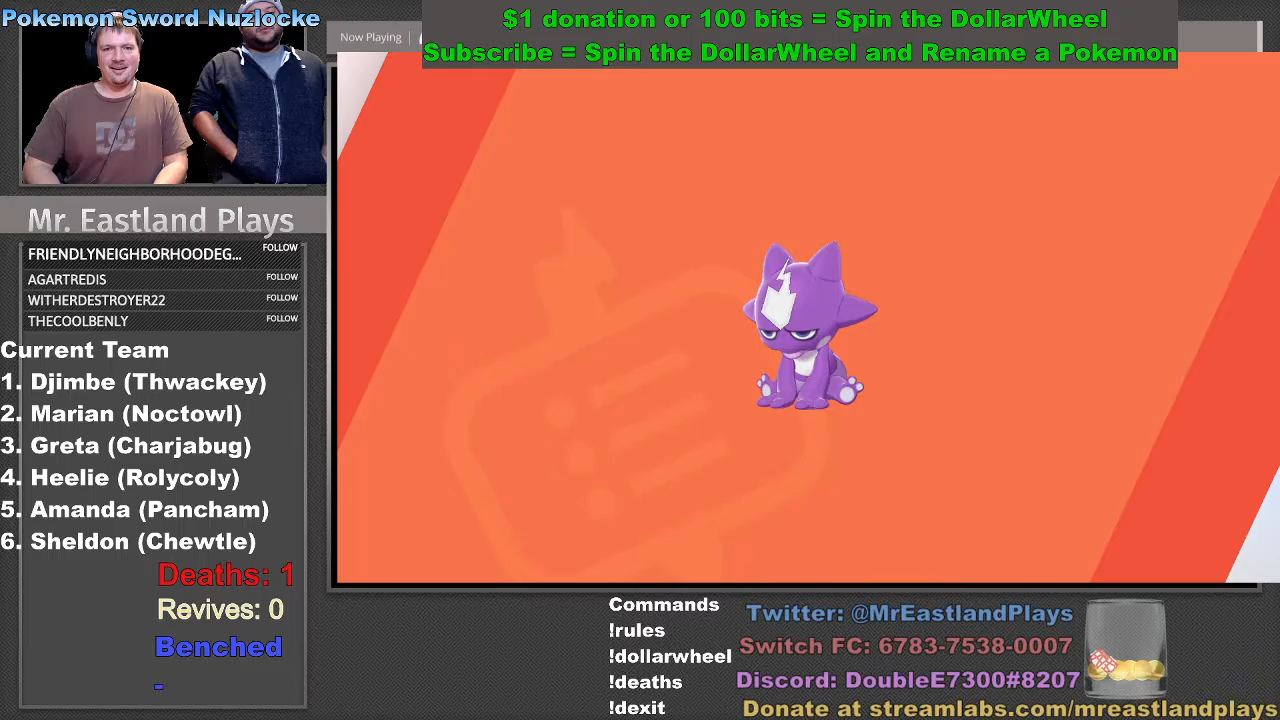 Pokemon Sword Nuzlocke
$1 donation or 100 bits = Spin the DollarWheel
Subscribe = Spin the DollarWheel and Rename a Pokemon
Now Playing
DC
Mr. Eastland Plays
FRIENDLYNEIGHBORHOODEG... FOLLOW
AGARTREDIS FOLLOW
WITHERDESTROYER22 FOLLOW
THECOOLBENLY FOLLOW
Current Team
1. Djimbe (Thwackey)
2. Marian (Noctowl)
3. Greta (Charjabug)
4. Heelie (Rolycoly)
5. Amanda (Pancham)
6. Sheldon (Chewtle)
Deaths: 1
Revives: 0
Benched
-
Commands
!rules
!dollarwheel
!deaths
!dexit
Twitter: @MrEastlandPlays
Switch FC: 6783-7538-0007
Discord: DoubleE7300#8207
Donate at streamlabs.com/mreastlandplays